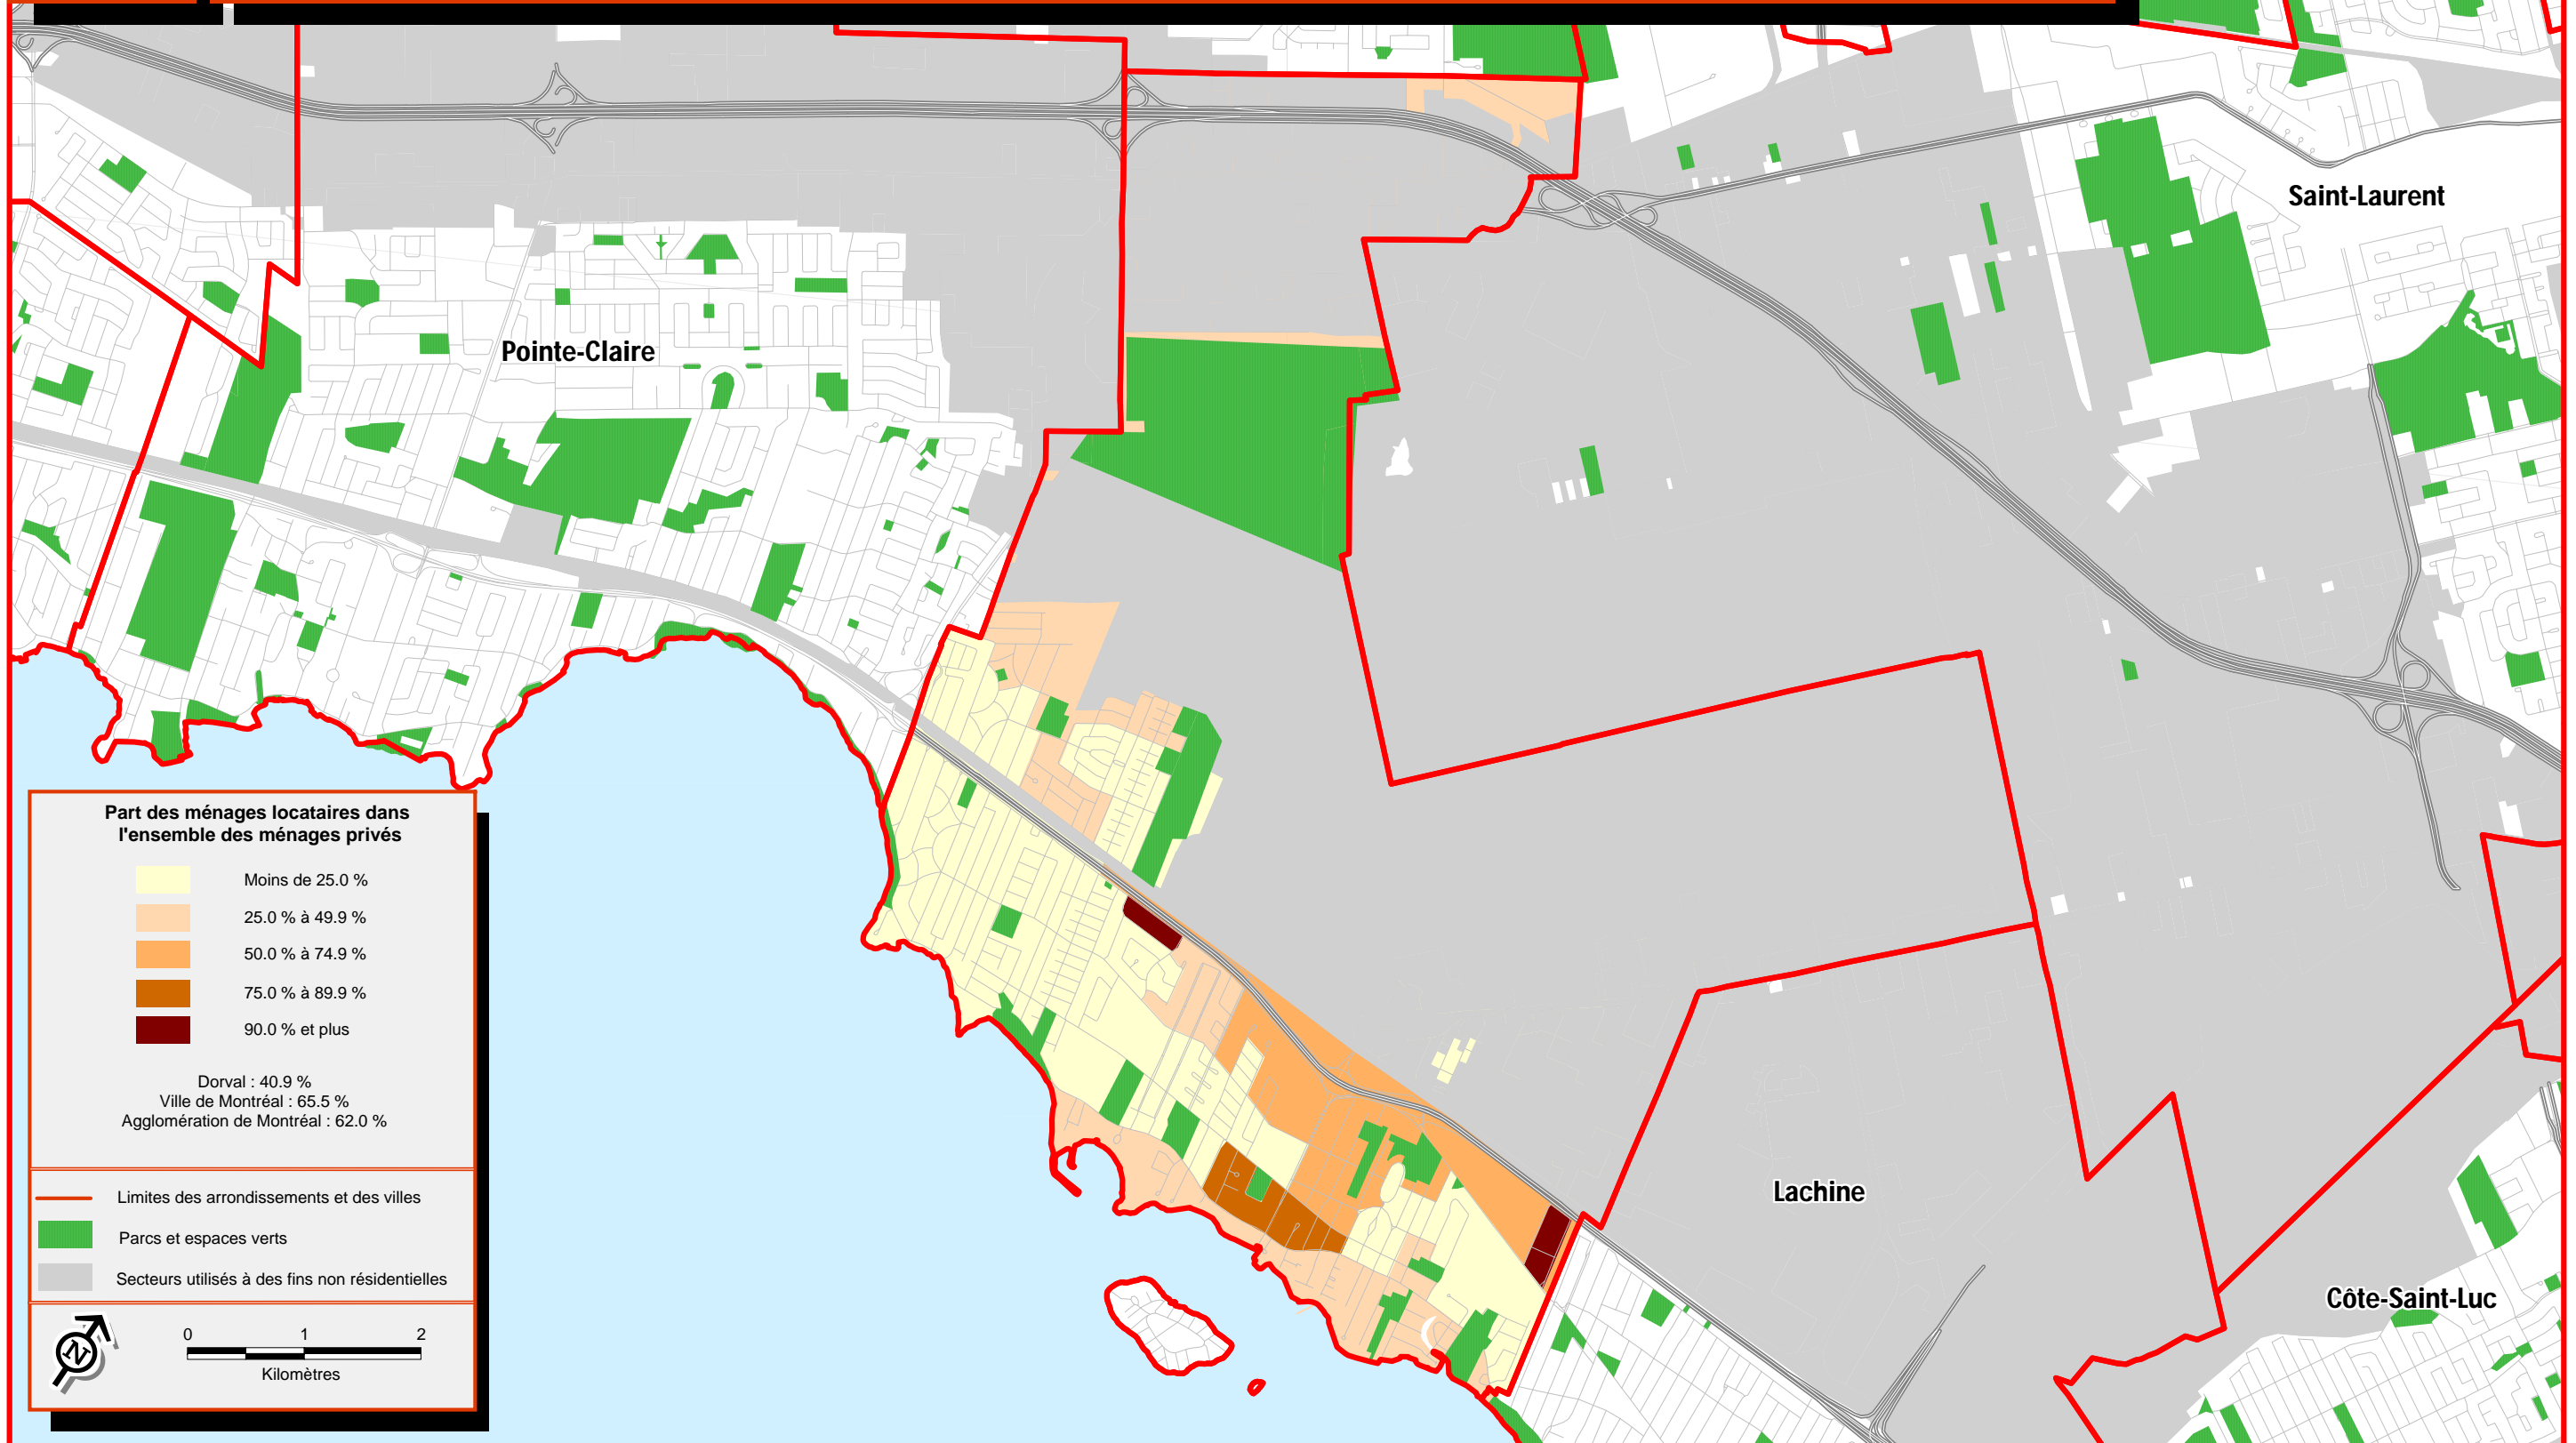 Saint-Laurent
Pointe-Claire
Part des ménages locataires dans
l'ensemble des ménages privés
Moins de 25.0 %
25.0 % à 49.9 %
50.0 % à 74.9 %
75.0 % à 89.9 %
90.0 % et plus
Dorval : 40.9 %
Ville de Montréal : 65.5 %
Agglomération de Montréal : 62.0 %
Limites des arrondissements et des villes
Parcs et espaces verts
Secteurs utilisés à des fins non résidentielles
N
0 1 2
Kilomètres
Lachine
Côte-Saint-Luc